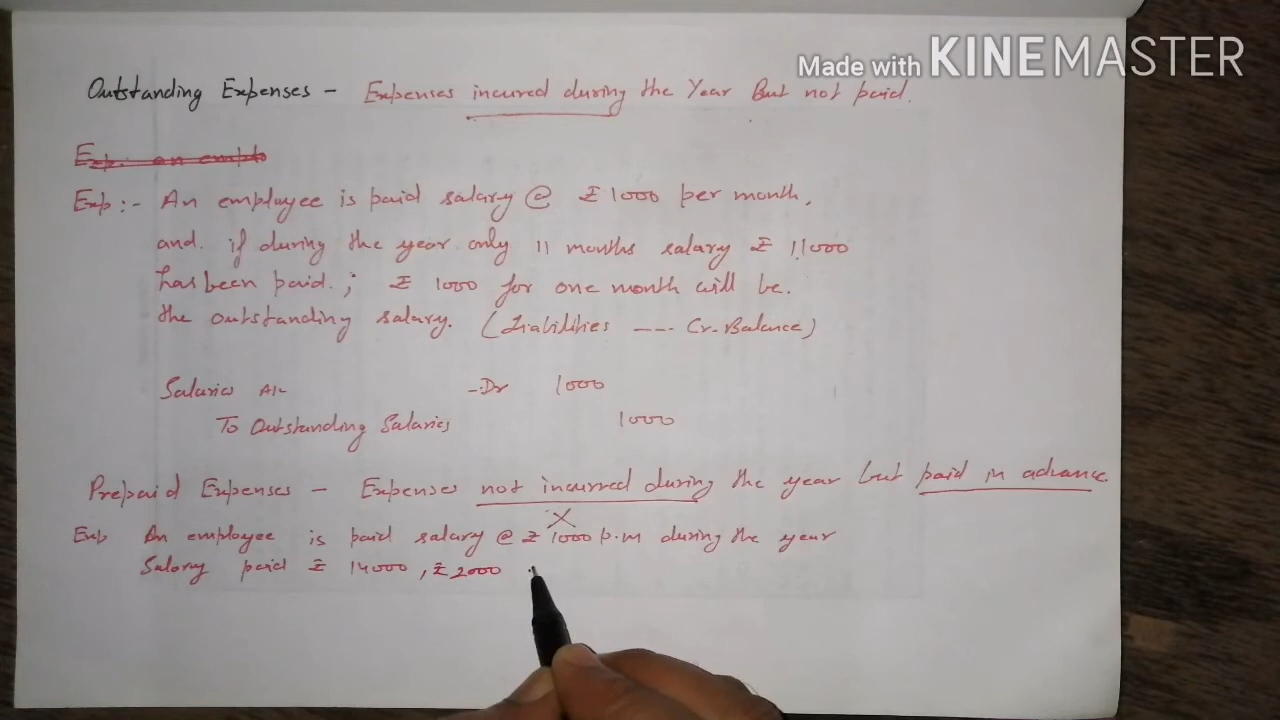 Made with KINEMASTER
Outstanding Expenses - Expenses incured during the Year But not paid.
Exp:- An employee is paid salary @ ₹ 1000 per month,
and. if during the year only 11 months salary ₹ 11000
has been paid.; ₹ 1000 for one month will be.
the outstanding salary. (Liabilities --- Cr. Balance)
Salaries A/c -Dr 1000
To Outstanding Salaries 1000
Prepaid Expenses - Expenses not incurred during the year but paid in advance.
Exp An employee is paid salary @ ₹ 1000 p.m during the year
Salary paid ₹ 14000, ₹ 2000